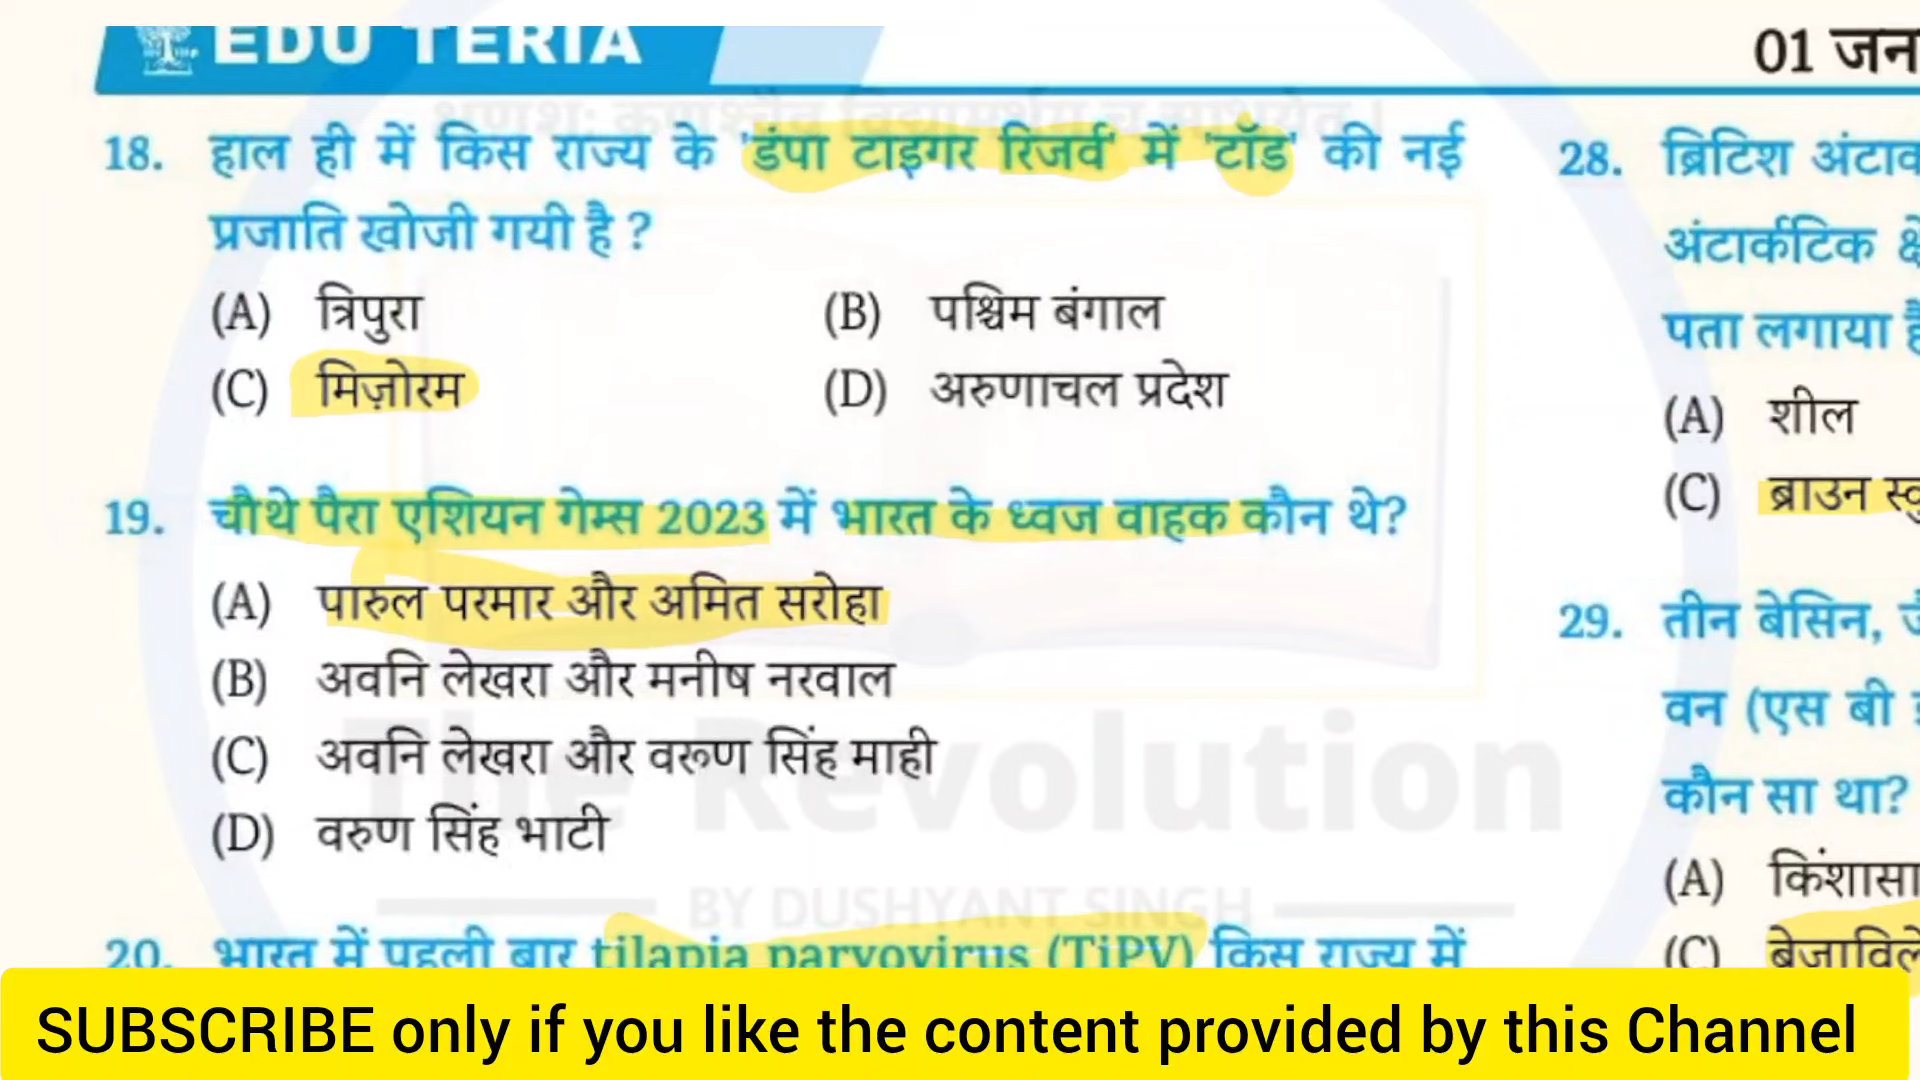 EDU TERIA
01 जन
18. हाल ही में किस राज्य के 'डंपा टाइगर रिजर्व' में 'टॉड' की नई
प्रजाति खोजी गयी है ?
(A) त्रिपुरा
(B) पश्चिम बंगाल
(C) मिज़ोरम
(D) अरुणाचल प्रदेश
19. चौथे पैरा एशियन गेम्स 2023 में भारत के ध्वज वाहक कौन थे?
(A) पारुल परमार और अमित सरोहा
(B) अवनि लेखरा और मनीष नरवाल
(C) अवनि लेखरा और वरूण सिंह माही
(D) वरुण सिंह भाटी
20. भारत में पहली बार tilapia parvovirus (TiPV) किस राज्य में
28. ब्रिटिश
अंटार्कटिक
पता लगाया
(A) शील
(C) ब्राउन
29. तीन बेसिन,
वन (एस बी
कौन सा था?
(A) किंशासा
(C)
The Revolution
BY DUSHYANT SINGH
SUBSCRIBE only if you like the content provided by this Channel